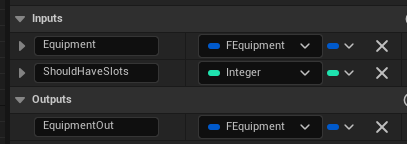 Inputs
Equipment FEquipment
ShouldHaveSlots Integer
Outputs
EquipmentOut FEquipment